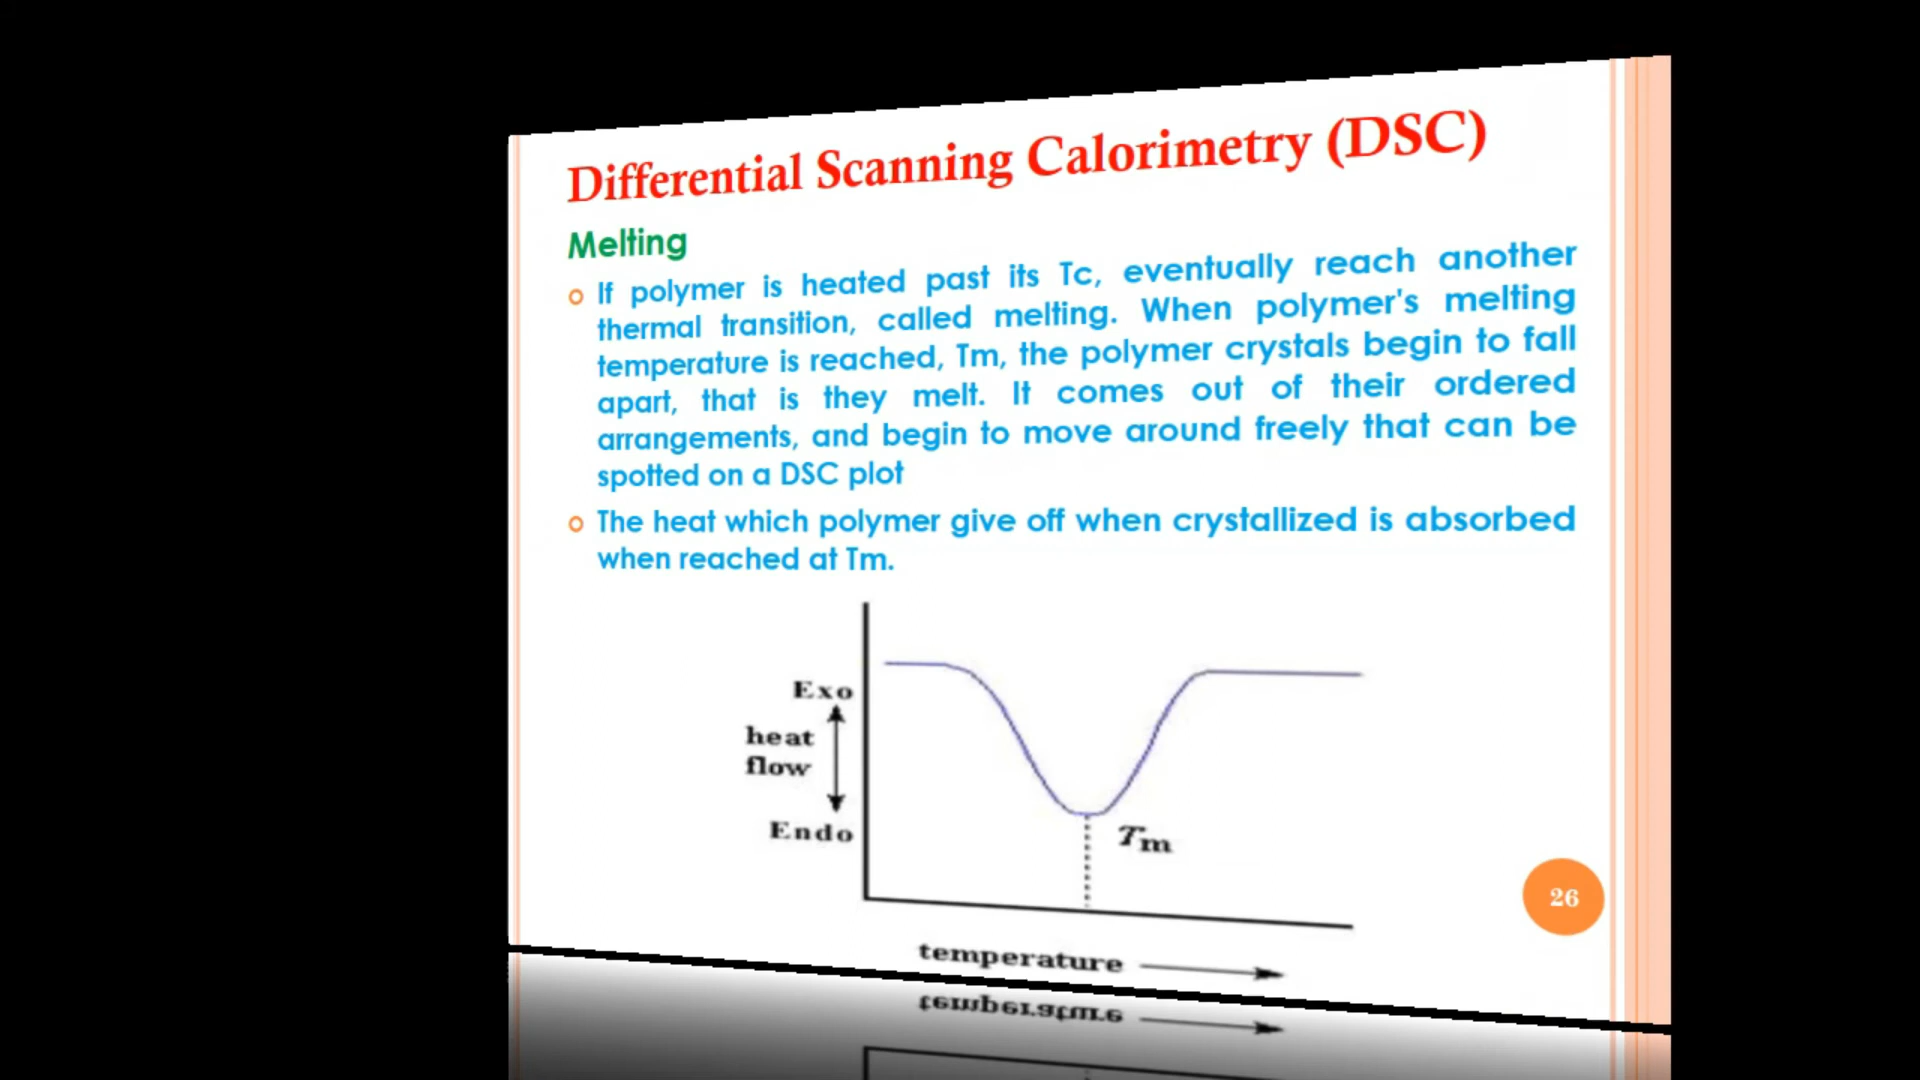 Differential Scanning Calorimetry (DSC)
Melting
If polymer is heated past its Tc, eventually reach another
thermal transition, called melting. When polymer's melting
temperature is reached, Tm, the polymer crystals begin to fall
apart, that is they melt. It comes out of their ordered
arrangements, and begin to move around freely that can be
spotted on a DSC plot
The heat which polymer give off when crystallized is absorbed
when reached at Tm.
Exo
heat
flow
Endo
Tm
26
temperature
temperature